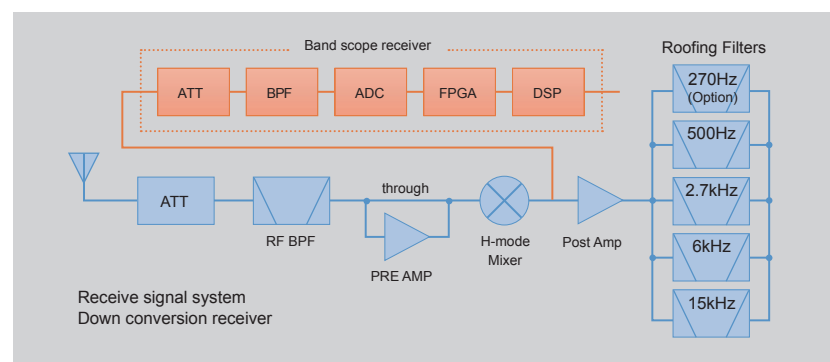 Band scope receiver
Roofing Filters
ATT
BPF
ADC
FPGA
DSP
270Hz
(Option)
500Hz
2.7kHz
6kHz
15kHz
ATT
RF BPF
through
PRE AMP
H-mode
Mixer
Post Amp
Receive signal system
Down conversion receiver